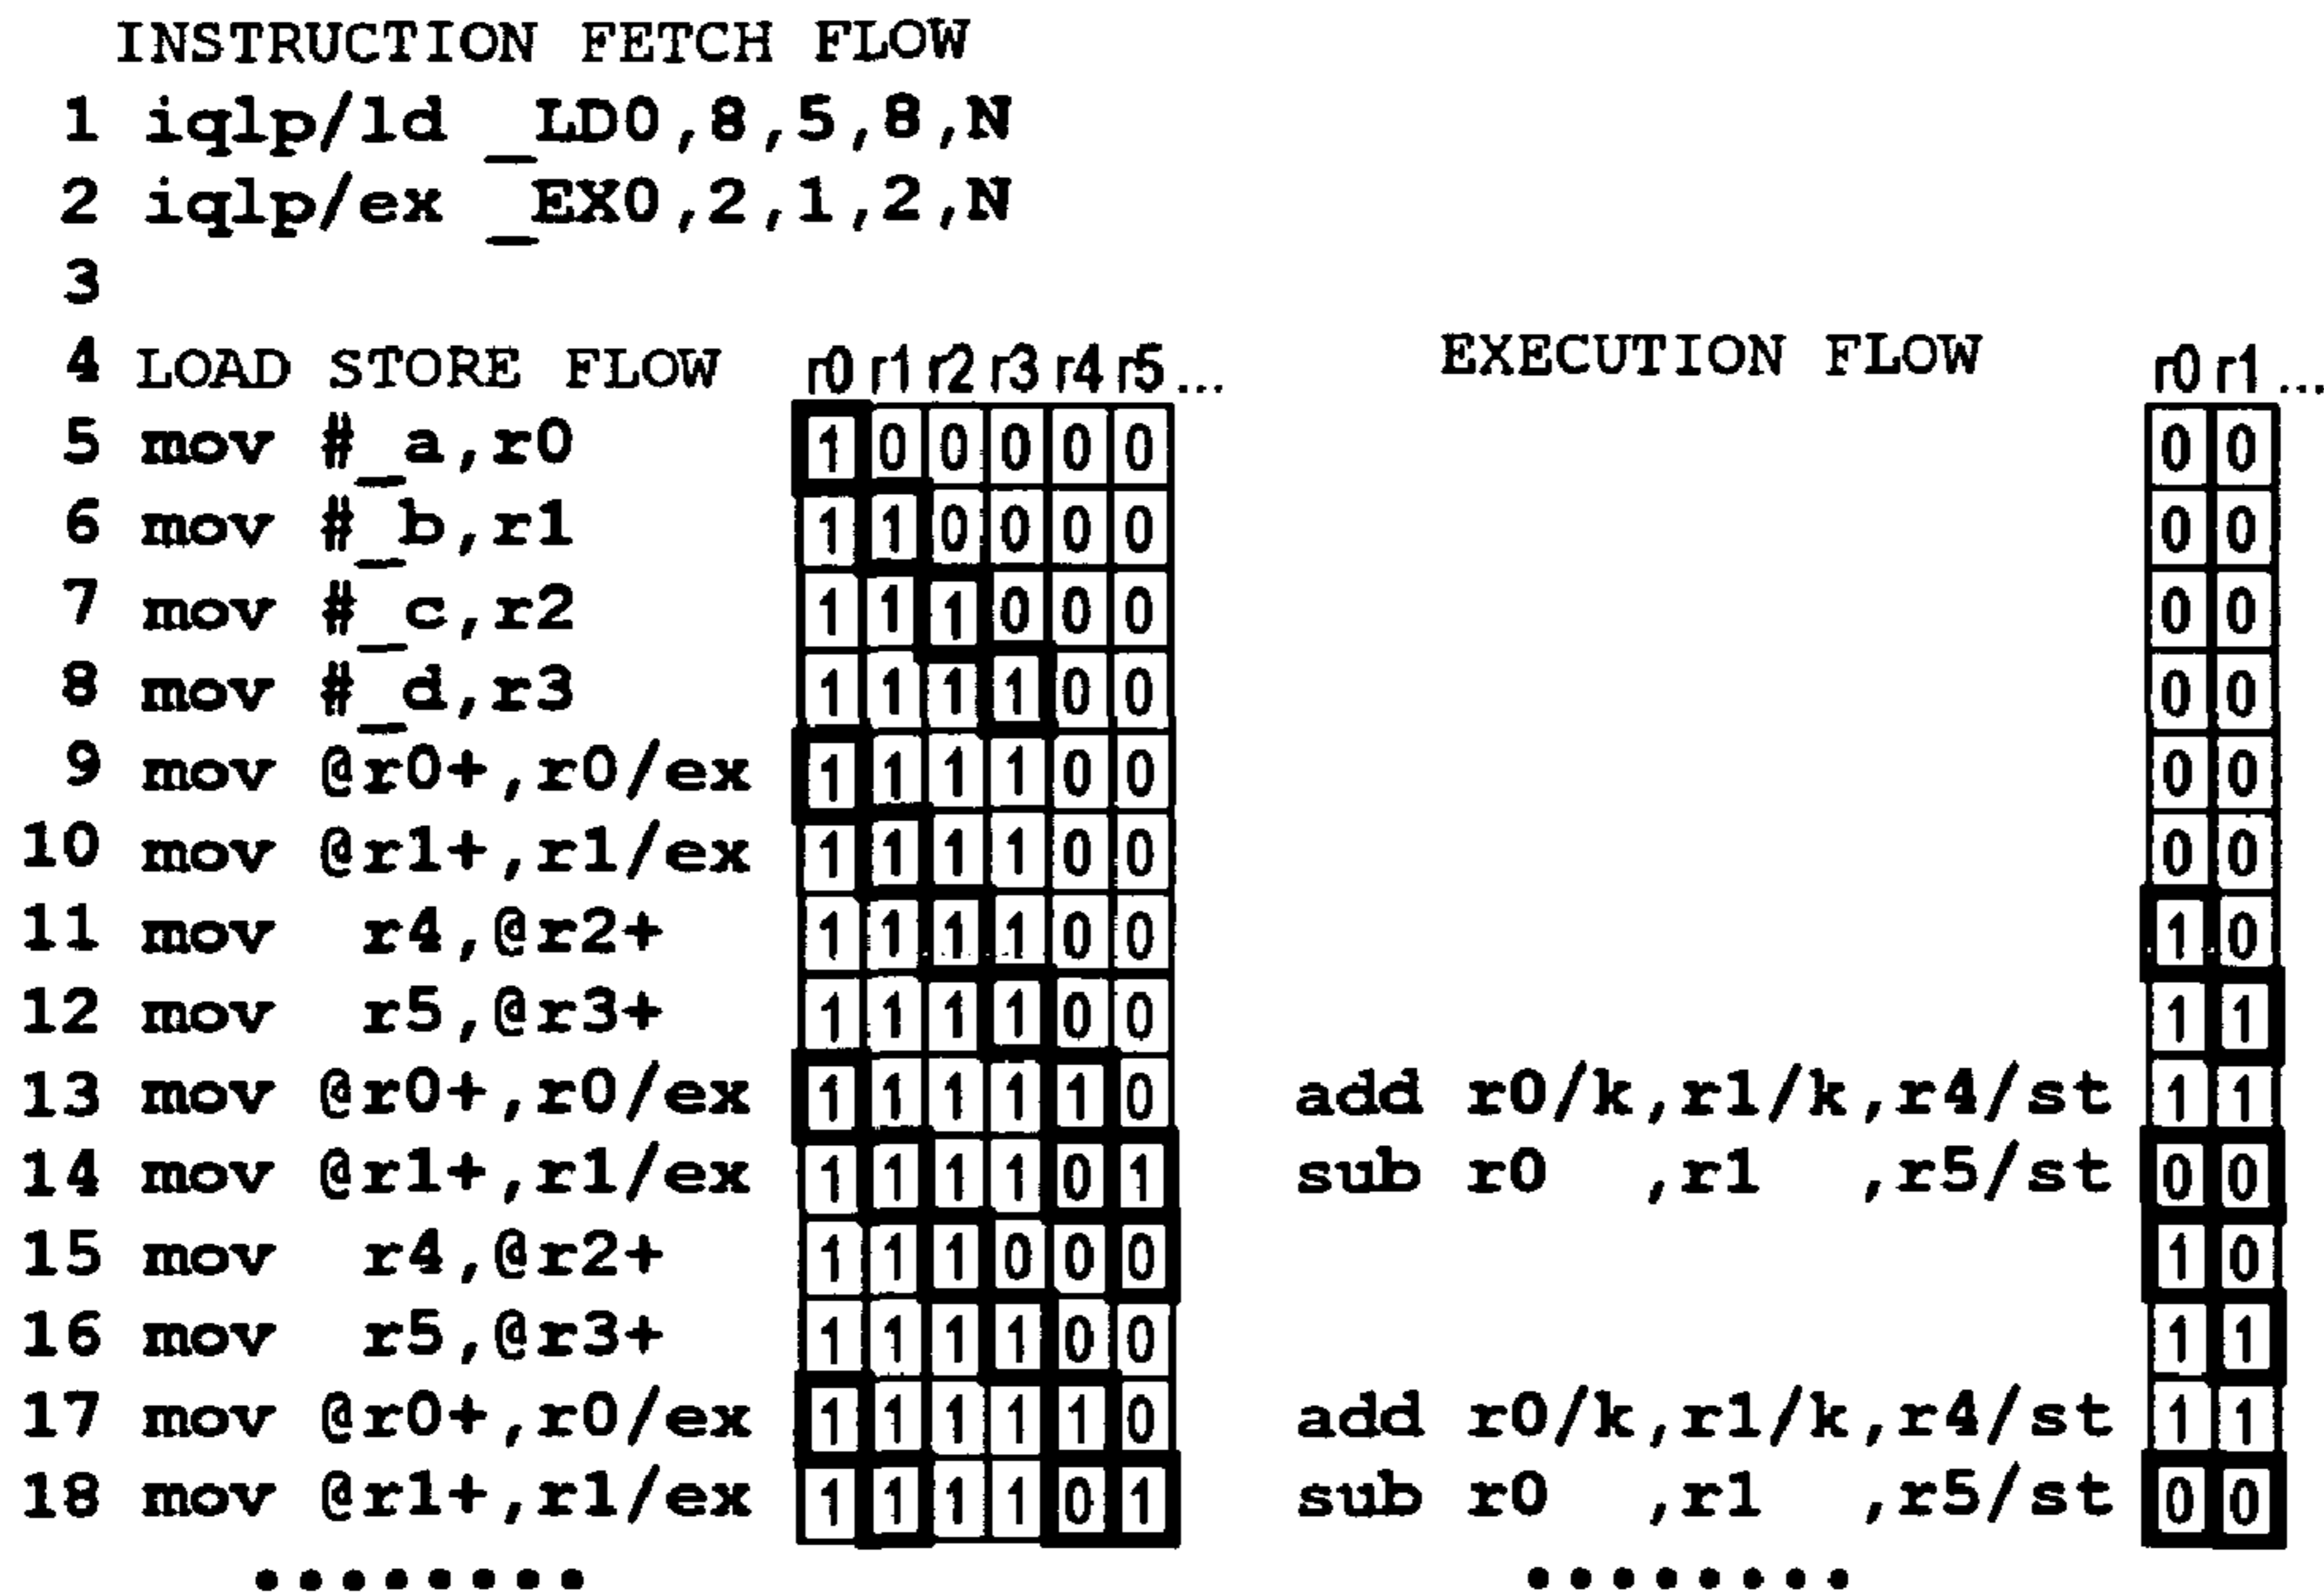 INSTRUCTION FETCH FLOW
1 iqlp/ld _LD0,8,5,8,N
2 iqlp/ex _EX0,2,1,2,N
3
4 LOAD STORE FLOW r0 r1 r2 r3 r4 r5... EXECUTION FLOW r0 r1 ...
5 mov #_a,r0 1 0 0 0 0 0 0 0
6 mov #_b,r1 1 1 0 0 0 0 0 0
7 mov #_c,r2 1 1 1 0 0 0 0 0
8 mov #_d,r3 1 1 1 1 0 0 0 0
9 mov @r0+,r0/ex 1 1 1 1 0 0 0 0
10 mov @r1+,r1/ex 1 1 1 1 0 0 0 0
11 mov r4,@r2+ 1 1 1 1 0 0 1 0
12 mov r5,@r3+ 1 1 1 1 0 0 1 1
13 mov @r0+,r0/ex 1 1 1 1 1 0 add r0/k,r1/k,r4/st 1 1
14 mov @r1+,r1/ex 1 1 1 1 0 1 sub r0 ,r1 ,r5/st 0 0
15 mov r4,@r2+ 1 1 1 0 0 0 1 0
16 mov r5,@r3+ 1 1 1 1 0 0 1 1
17 mov @r0+,r0/ex 1 1 1 1 1 0 add r0/k,r1/k,r4/st 1 1
18 mov @r1+,r1/ex 1 1 1 1 0 1 sub r0 ,r1 ,r5/st 0 0